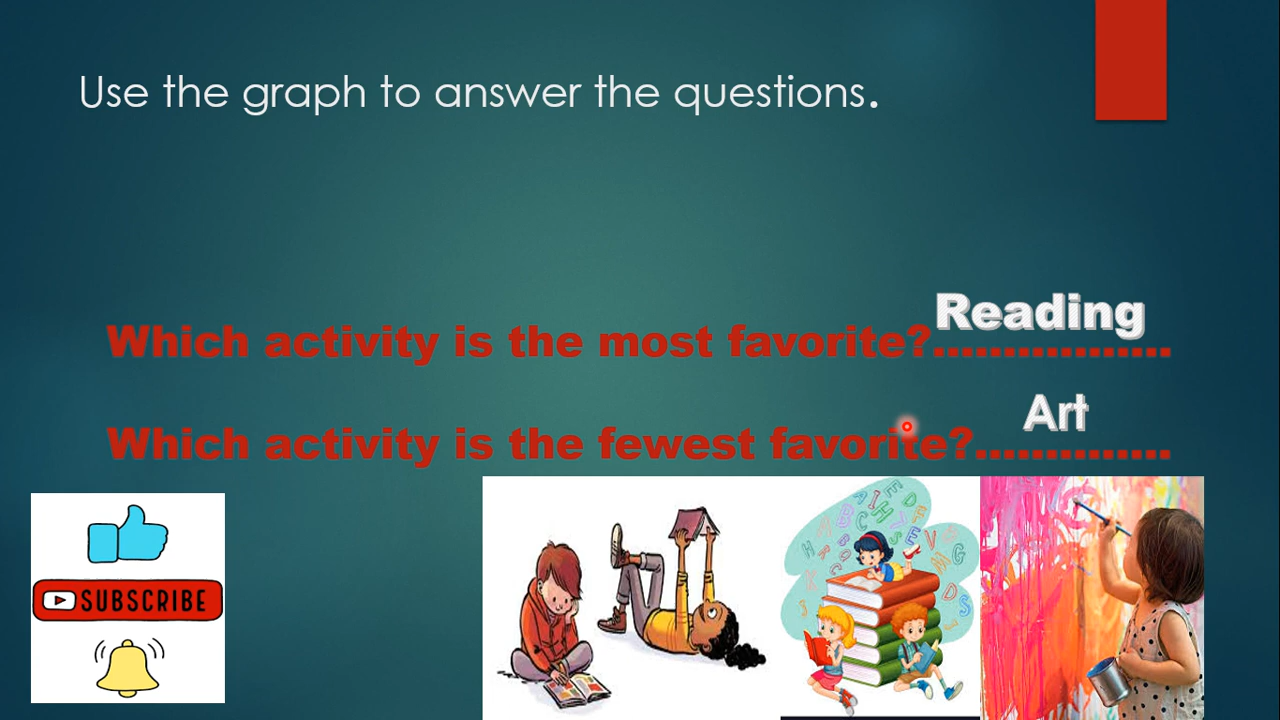 Use the graph to answer the questions.
Which activity is the most favorite?................. Reading
Which activity is the fewest favorite?.............. Art
SUBSCRIBE